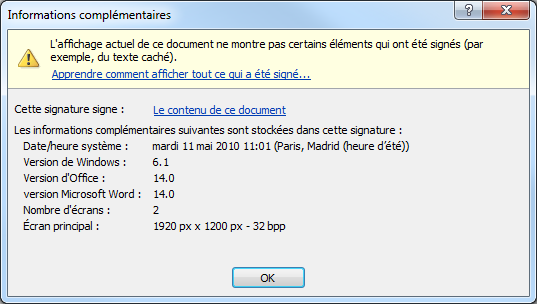 Informations complémentaires
L'affichage actuel de ce document ne montre pas certains éléments qui ont été signés (par
exemple, du texte caché).
Apprendre comment afficher tout ce qui a été signé...
Cette signature signe : Le contenu de ce document
Les informations complémentaires suivantes sont stockées dans cette signature :
Date/heure système : mardi 11 mai 2010 11:01 (Paris, Madrid (heure d'été))
Version de Windows : 6.1
Version d'Office : 14.0
version Microsoft Word : 14.0
Nombre d'écrans : 2
Écran principal : 1920 px x 1200 px - 32 bpp
OK